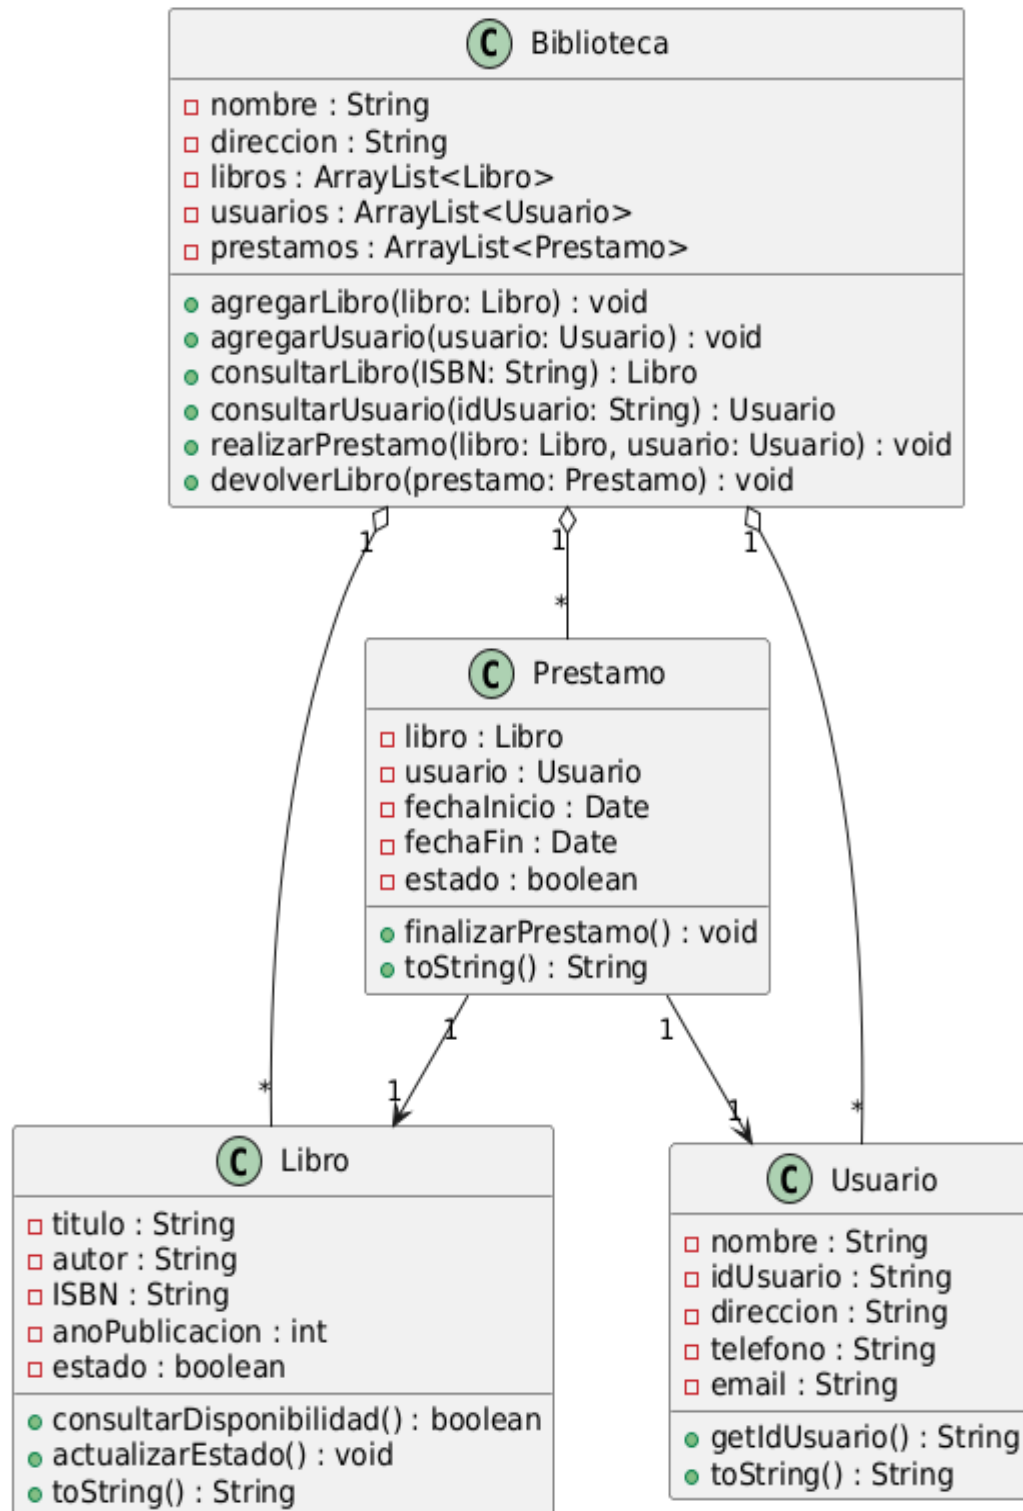 C Biblioteca
nombre : String
direccion : String
libros : ArrayList<Libro>
usuarios : ArrayList<Usuario>
prestamos : ArrayList<Prestamo>
agregarLibro(libro: Libro) : void
agregarUsuario(usuario: Usuario) : void
consultarLibro(ISBN: String) : Libro
consultarUsuario(idUsuario: String) : Usuario
realizarPrestamo(libro: Libro, usuario: Usuario) : void
devolverLibro(prestamo: Prestamo) : void
1 1 1
*
C Prestamo
libro : Libro
usuario : Usuario
fechaInicio : Date
fechaFin : Date
estado : boolean
finalizarPrestamo() : void
toString() : String
1 1
* 1 1 *
C Libro
titulo : String
autor : String
ISBN : String
anoPublicacion : int
estado : boolean
consultarDisponibilidad() : boolean
actualizarEstado() : void
toString() : String
C Usuario
nombre : String
idUsuario : String
direccion : String
telefono : String
email : String
getIdUsuario() : String
toString() : String